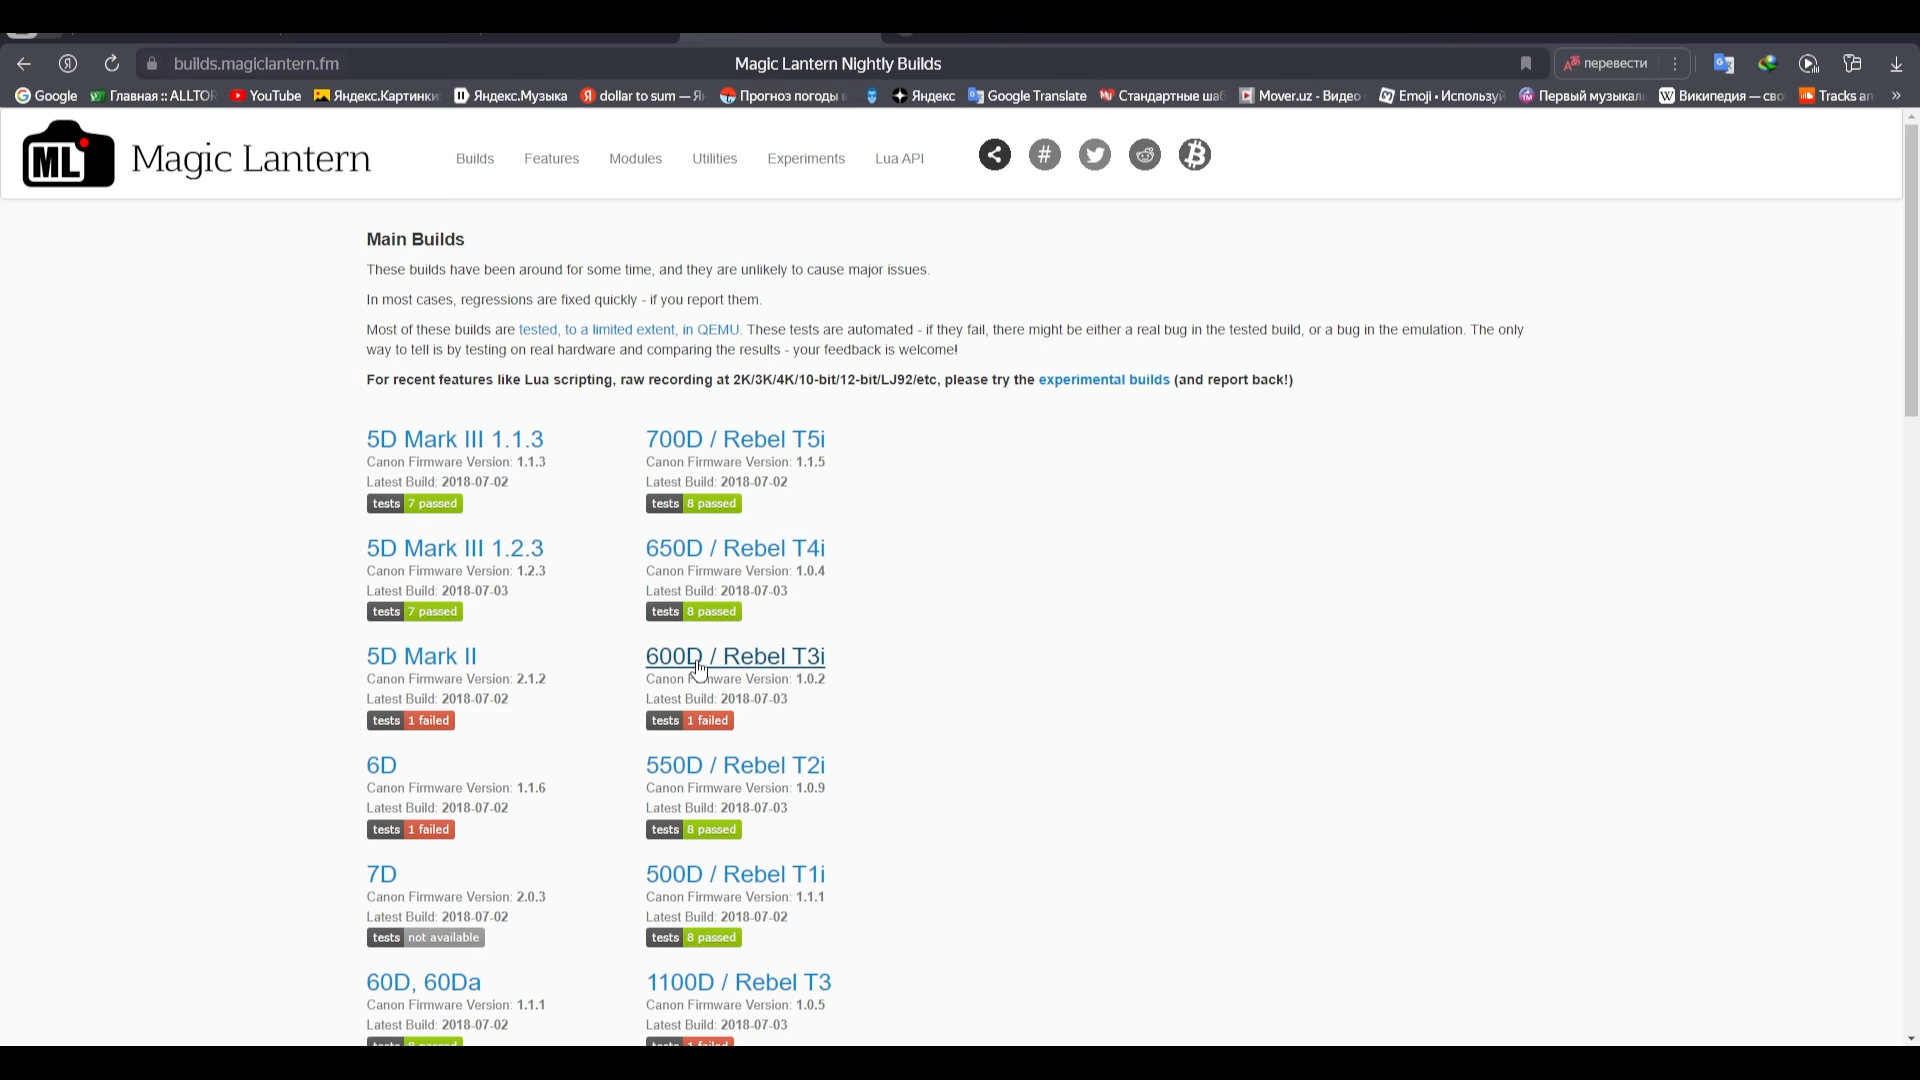 builds.magiclantern.fm
Magic Lantern Nightly Builds
перевести
Google
Главная :: ALLTOR
YouTube
Яндекс.Картинки
Яндекс.Музыка
dollar to sum — Я
Прогноз погоды в
Яндекс
Google Translate
Стандартные шаб
Mover.uz - Видео
Emoji • Используй
Первый музыкал
Википедия — сво
Tracks an
ML
Magic Lantern
Builds
Features
Modules
Utilities
Experiments
Lua API
Main Builds
These builds have been around for some time, and they are unlikely to cause major issues.
In most cases, regressions are fixed quickly - if you report them.
Most of these builds are tested, to a limited extent, in QEMU. These tests are automated - if they fail, there might be either a real bug in the tested build, or a bug in the emulation. The only
way to tell is by testing on real hardware and comparing the results - your feedback is welcome!
For recent features like Lua scripting, raw recording at 2K/3K/4K/10-bit/12-bit/LJ92/etc, please try the experimental builds (and report back!)
5D Mark III 1.1.3
Canon Firmware Version: 1.1.3
Latest Build: 2018-07-02
tests 7 passed
700D / Rebel T5i
Canon Firmware Version: 1.1.5
Latest Build: 2018-07-02
tests 8 passed
5D Mark III 1.2.3
Canon Firmware Version: 1.2.3
Latest Build: 2018-07-03
tests 7 passed
650D / Rebel T4i
Canon Firmware Version: 1.0.4
Latest Build: 2018-07-03
tests 8 passed
5D Mark II
Canon Firmware Version: 2.1.2
Latest Build: 2018-07-02
tests 1 failed
600D / Rebel T3i
Canon Firmware Version: 1.0.2
Latest Build: 2018-07-03
tests 1 failed
6D
Canon Firmware Version: 1.1.6
Latest Build: 2018-07-02
tests 1 failed
550D / Rebel T2i
Canon Firmware Version: 1.0.9
Latest Build: 2018-07-03
tests 8 passed
7D
Canon Firmware Version: 2.0.3
Latest Build: 2018-07-02
tests not available
500D / Rebel T1i
Canon Firmware Version: 1.1.1
Latest Build: 2018-07-02
tests 8 passed
60D, 60Da
Canon Firmware Version: 1.1.1
Latest Build: 2018-07-02
tests 8 passed
1100D / Rebel T3
Canon Firmware Version: 1.0.5
Latest Build: 2018-07-03
tests 1 failed